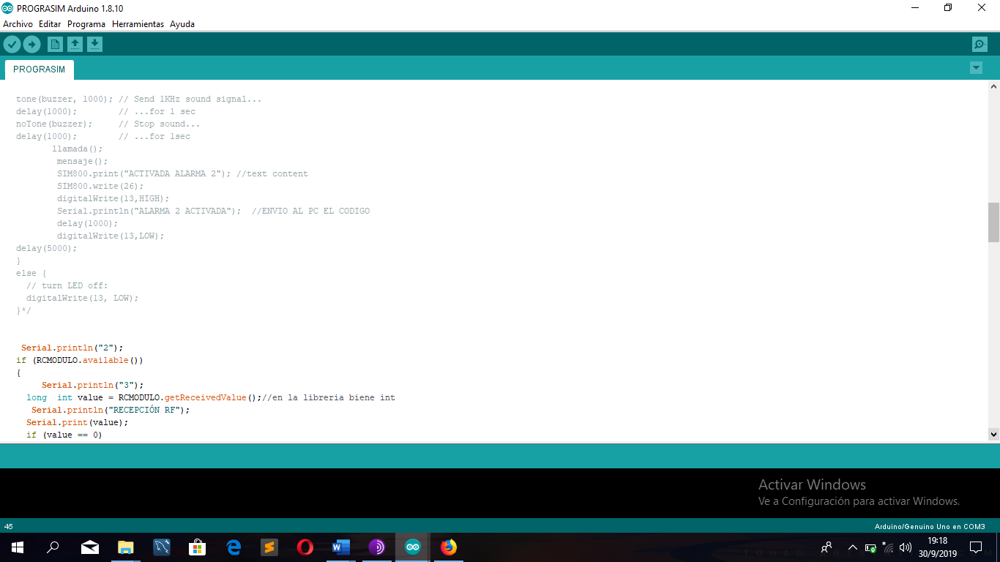 PROGRASIM Arduino 1.8.10
Archivo Editar Programa Herramientas Ayuda
PROGRASIM
tone(buzzer, 1000); // Send 1KHz sound signal...
delay(1000);        // ...for 1 sec
noTone(buzzer);     // Stop sound...
delay(1000);        // ...for 1sec
llamada();
mensaje();
SIM800.print("ACTIVADA ALARMA 2"); //text content
SIM800.write(26);
digitalWrite(13,HIGH);
Serial.println("ALARMA 2 ACTIVADA");  //ENVIO AL PC EL CODIGO
delay(1000);
digitalWrite(13,LOW);
delay(5000);
}
else {
// turn LED off:
digitalWrite(13, LOW);
}*/
Serial.println("2");
if (RCMODULO.available())
{
Serial.println("3");
long  int value = RCMODULO.getReceivedValue();//en la libreria biene int
Serial.println("RECEPCIÓN RF");
Serial.print(value);
if (value == 0)
Activar Windows
Ve a Configuración para activar Windows.
45
Arduino/Genuino Uno en COM3
19:18
30/9/2019